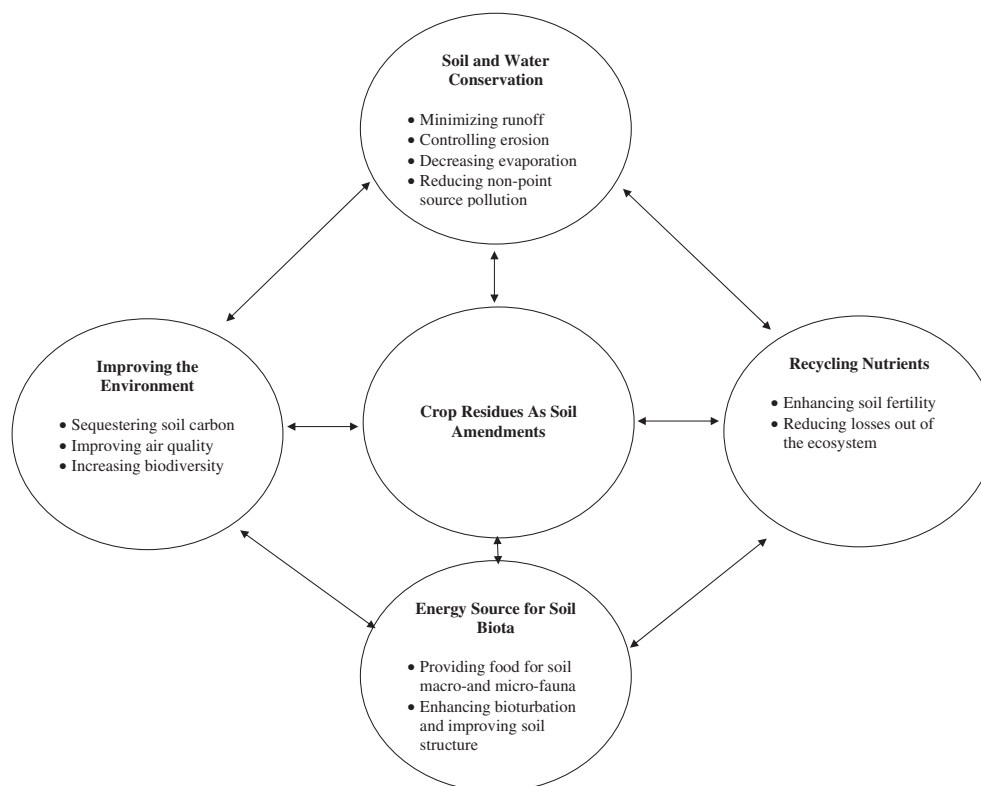 Soil and Water
Conservation
• Minimizing runoff
• Controlling erosion
• Decreasing evaporation
• Reducing non-point
source pollution
Improving the
Environment
• Sequestering soil carbon
• Improving air quality
• Increasing biodiversity
Crop Residues As Soil
Amendments
Recycling Nutrients
• Enhancing soil fertility
• Reducing losses out of
the ecosystem
Energy Source for Soil
Biota
• Providing food for soil
macro-and micro-fauna
• Enhancing bioturbation
and improving soil
structure